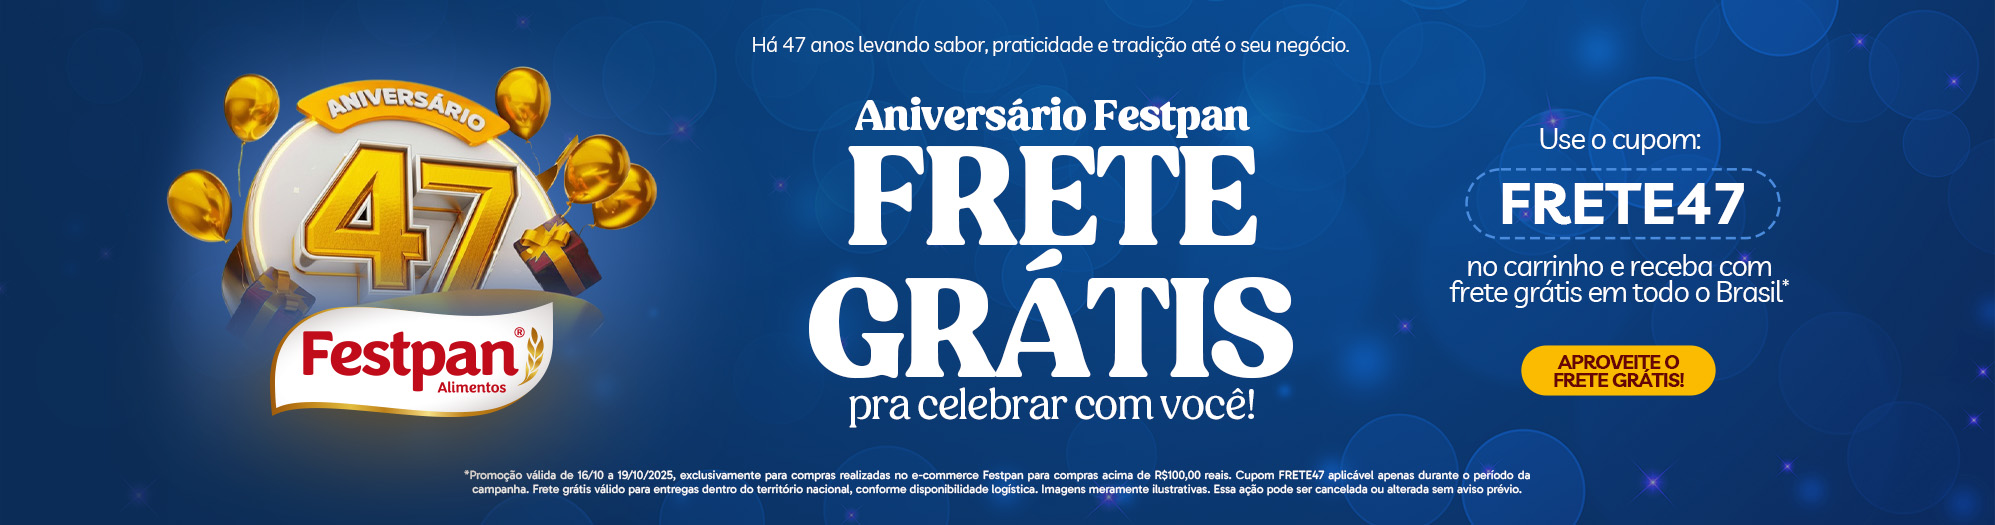 ANIVERSÁRIO
47
Festpan®
Alimentos
Há 47 anos levando sabor, praticidade e tradição até o seu negócio.
Aniversário Festpan
FRETE
GRÁTIS
pra celebrar com você!
Use o cupom:
FRETE47
no carrinho e receba com
frete grátis em todo o Brasil*
APROVEITE O
FRETE GRÁTIS!
*Promoção válida de 16/10 a 19/10/2025, exclusivamente para compras realizadas no e-commerce Festpan para compras acima de R$100,00 reais. Cupom FRETE47 aplicável apenas durante o período da
campanha. Frete grátis válido para entregas dentro do território nacional, conforme disponibilidade logística. Imagens meramente ilustrativas. Essa ação pode ser cancelada ou alterada sem aviso prévio.